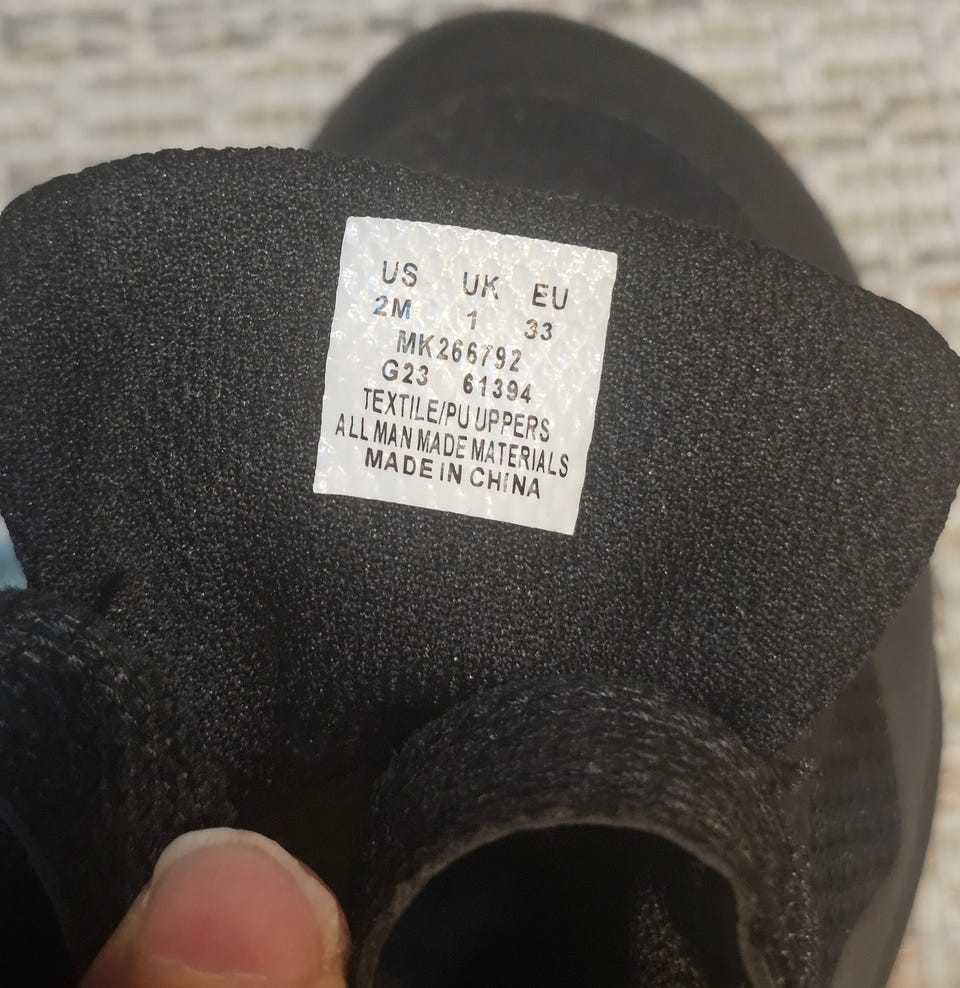 US UK EU
2M 1 33
MK266792
G23 61394
TEXTILE/PU UPPERS
ALL MAN MADE MATERIALS
MADE IN CHINA